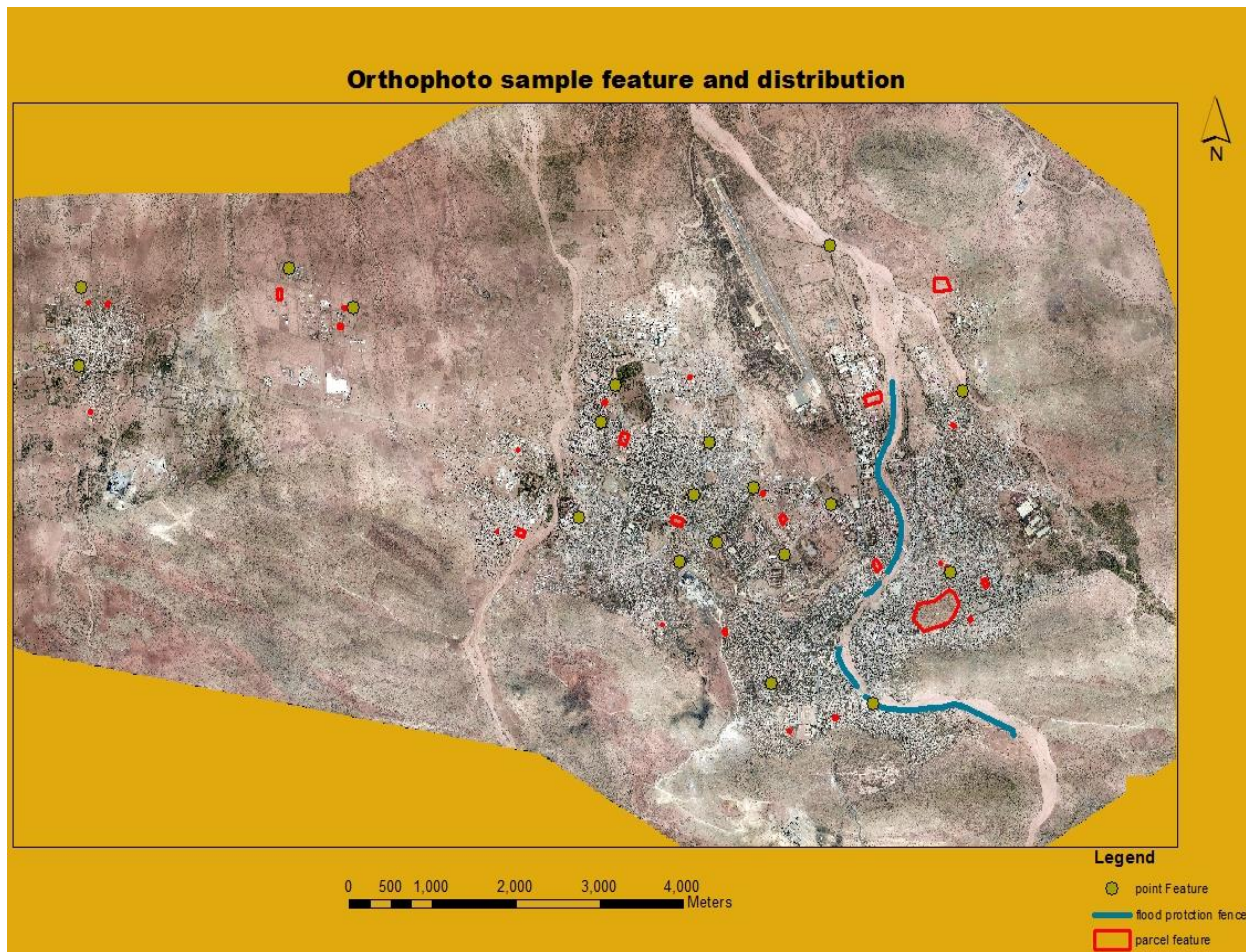 Orthophoto sample feature and distribution
N
Legend
0 500 1,000 2,000 3,000 4,000
Meters
point Feature
flood protction fence
parcel feature